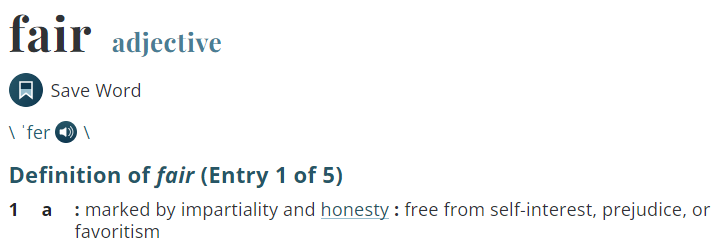 fair adjective
Save Word
\ ˈfer \
Definition of fair (Entry 1 of 5)
1 a : marked by impartiality and honesty : free from self-interest, prejudice, or
favoritism